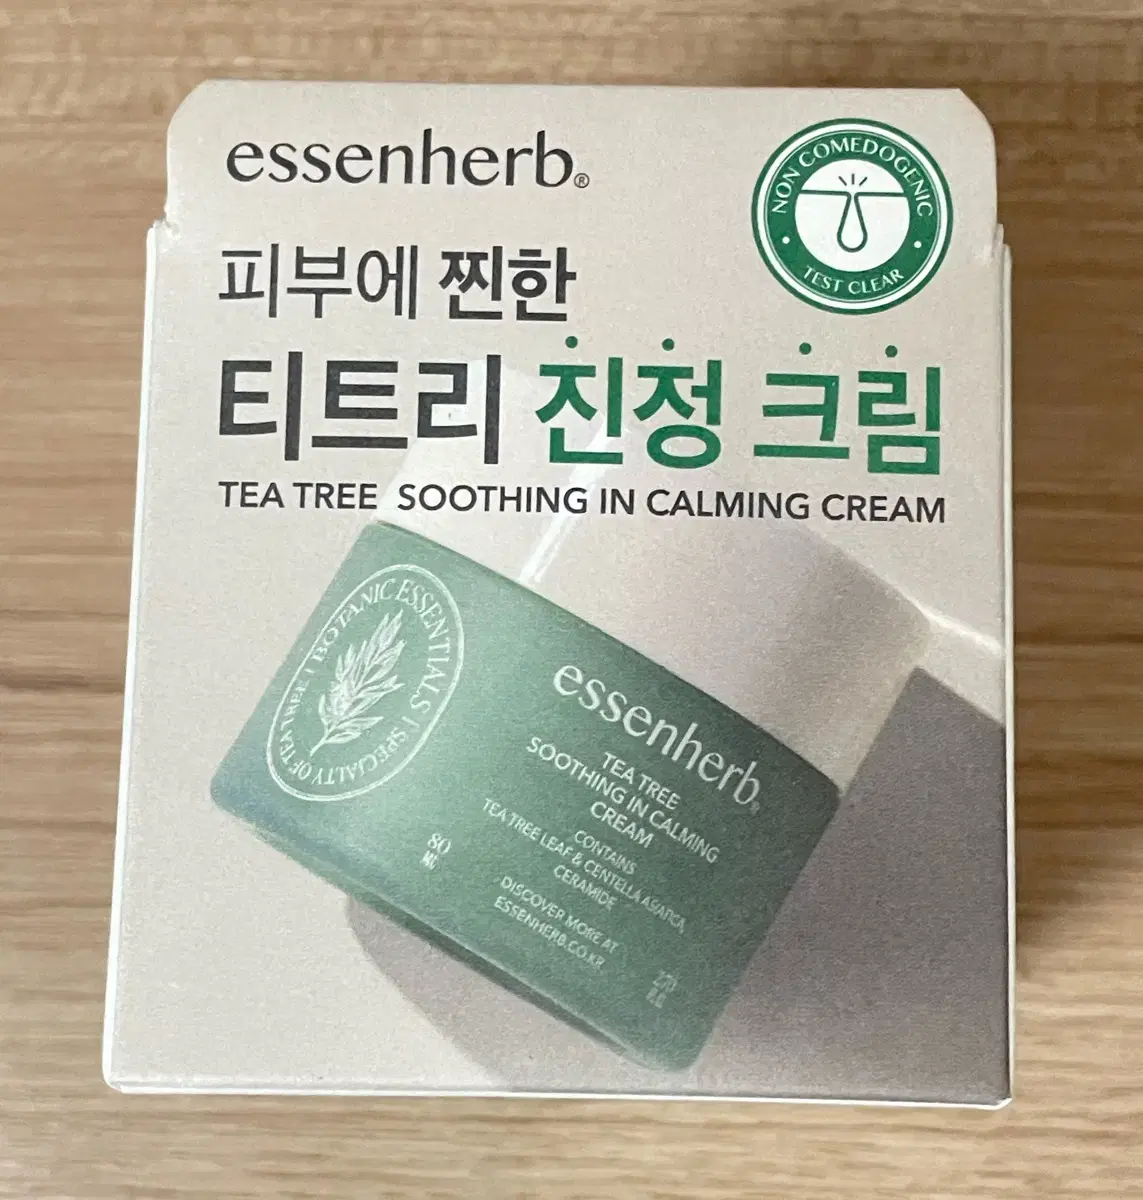 essenherb®
NON COMEDOGENIC
TEST CLEAR
피부에 찐한
티트리 진정 크림
TEA TREE SOOTHING IN CALMING CREAM
BOTANIC ESSENTIALS | SPECIALTY OF TEA TREE |
essenherb®
TEA TREE
SOOTHING IN CALMING
CREAM
CONTAINS
TEA TREE LEAF & CENTELLA ASIATICA
CERAMIDE
DISCOVER MORE AT
ESSENHERB.CO.KR
80